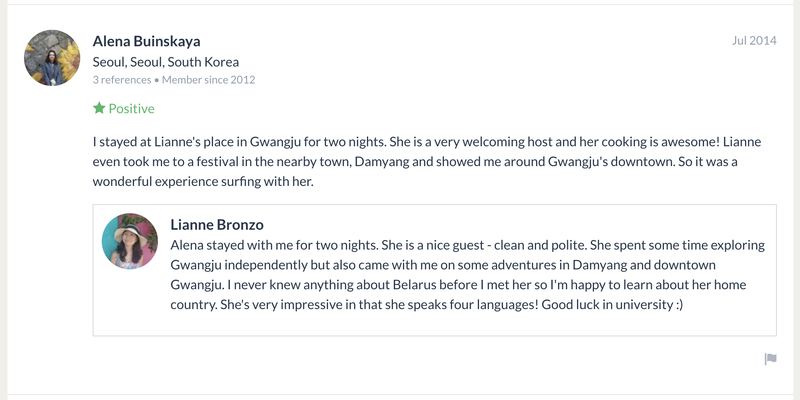 Alena Buinskaya
Jul 2014
Seoul, Seoul, South Korea
3 references • Member since 2012
Positive
I stayed at Lianne's place in Gwangju for two nights. She is a very welcoming host and her cooking is awesome! Lianne
even took me to a festival in the nearby town, Damyang and showed me around Gwangju's downtown. So it was a
wonderful experience surfing with her.
Lianne Bronzo
Alena stayed with me for two nights. She is a nice guest - clean and polite. She spent some time exploring
Gwangju independently but also came with me on some adventures in Damyang and downtown
Gwangju. I never knew anything about Belarus before I met her so I'm happy to learn about her home
country. She's very impressive in that she speaks four languages! Good luck in university :)